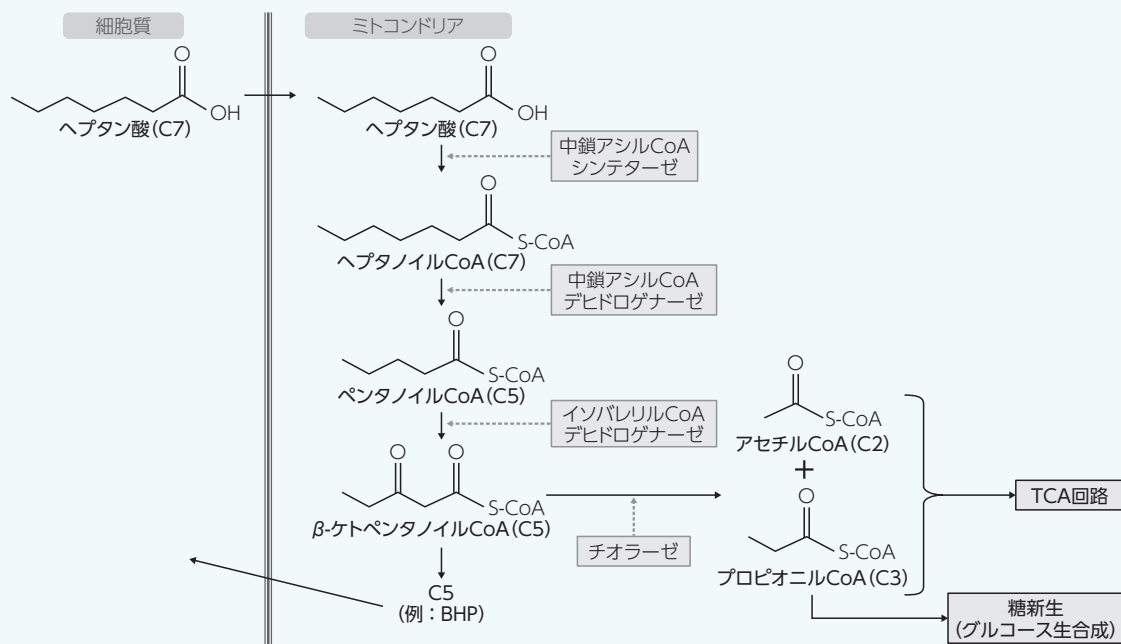 細胞質
ミトコンドリア
O
OH
ヘプタン酸(C7)
O
OH
ヘプタン酸(C7)
中鎖アシルCoA
シンテターゼ
O
S-CoA
ヘプタノイルCoA(C7)
中鎖アシルCoA
デヒドロゲナーゼ
O
S-CoA
ペンタノイルCoA(C5)
イソバレリルCoA
デヒドロゲナーゼ
O
O
S-CoA
β-ケトペンタノイルCoA(C5)
チオラーゼ
C5
(例：BHP)
O
S-CoA
アセチルCoA(C2)
+
O
S-CoA
プロピオニルCoA(C3)
TCA回路
糖新生
(グルコース生合成)